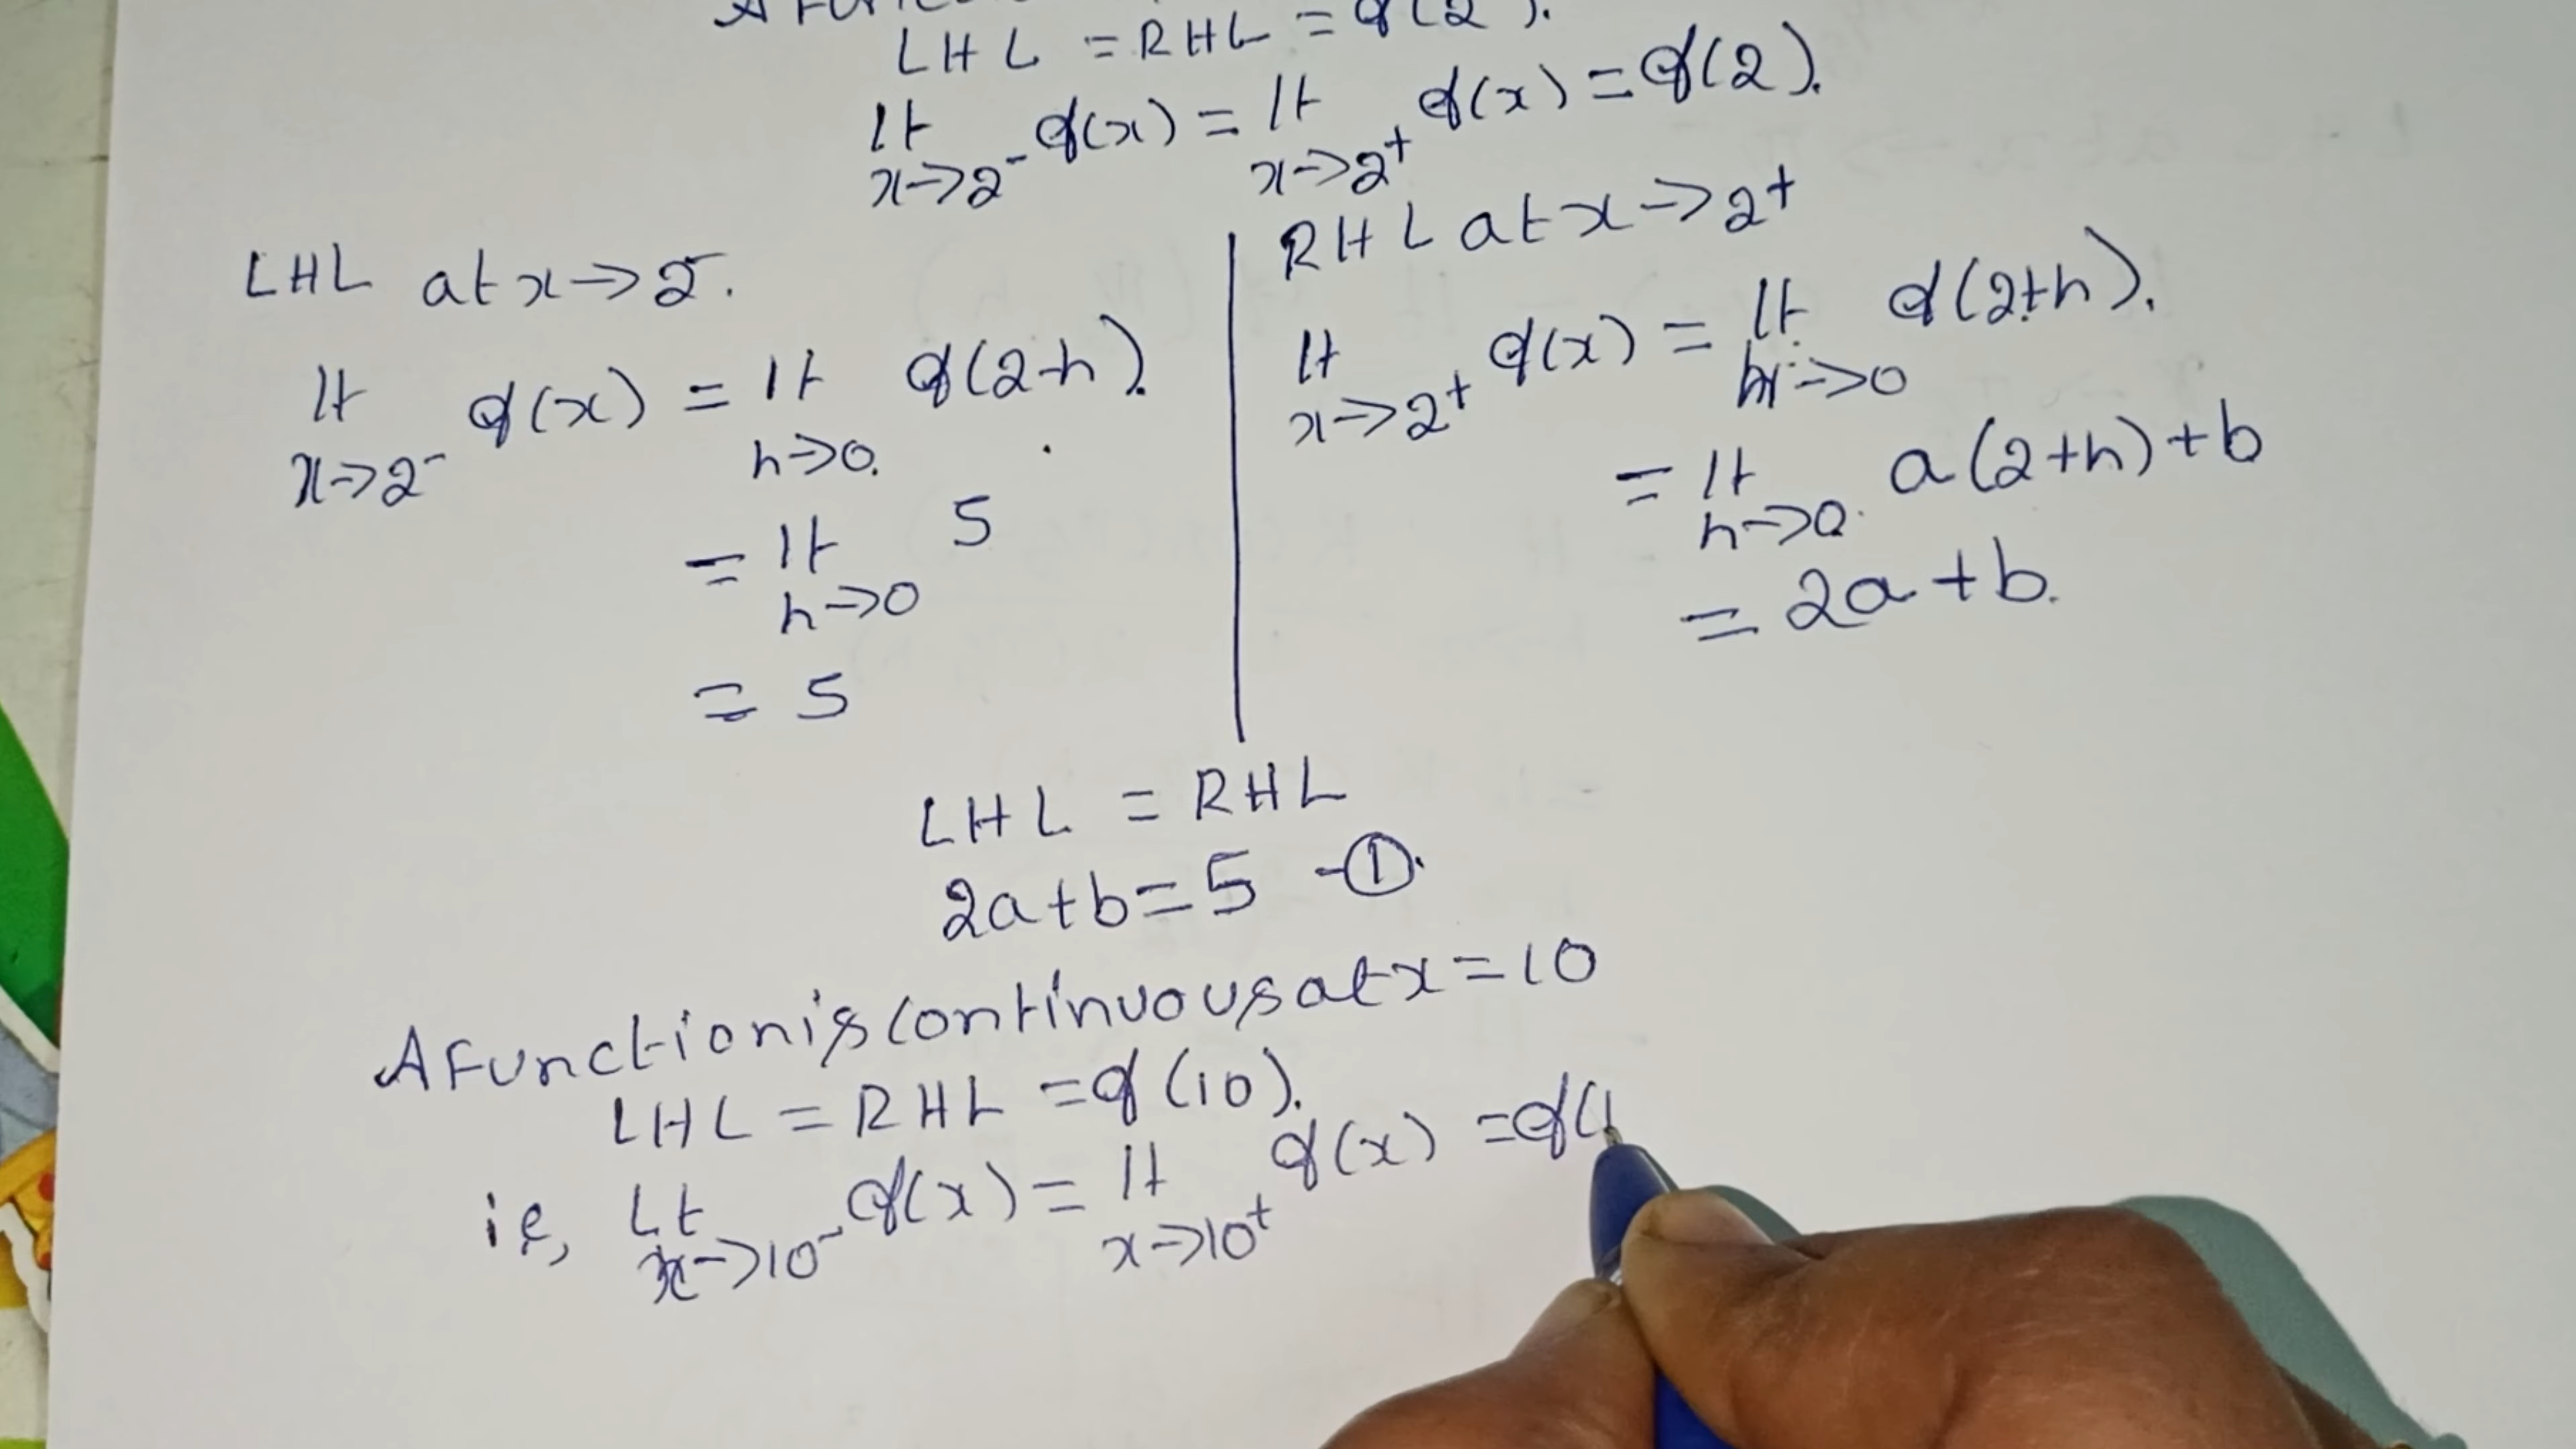 LHL = RHL = f(2).
lt x→2⁻ f(x) = lt x→2⁺ f(x) = f(2).
LHL at x→2⁻.
lt x→2⁻ f(x) = lt h→0 f(2-h).
= lt h→0 5
= 5
RHL at x→2⁺
lt x→2⁺ f(x) = lt h→0 f(2+h).
= lt h→0 a(2+h)+b
= 2a+b.
LHL = RHL
2a+b=5 -①.
A Function is continuous at x=10
LHL = RHL = f(10).
ie, Lt x→10⁻ f(x) = lt x→10⁺ f(x) = f(1